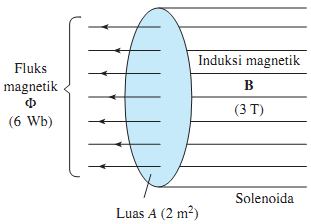 Fluks
magnetik
Φ
(6 Wb)
Induksi magnetik
B
(3 T)
Solenoida
Luas A (2 m²)